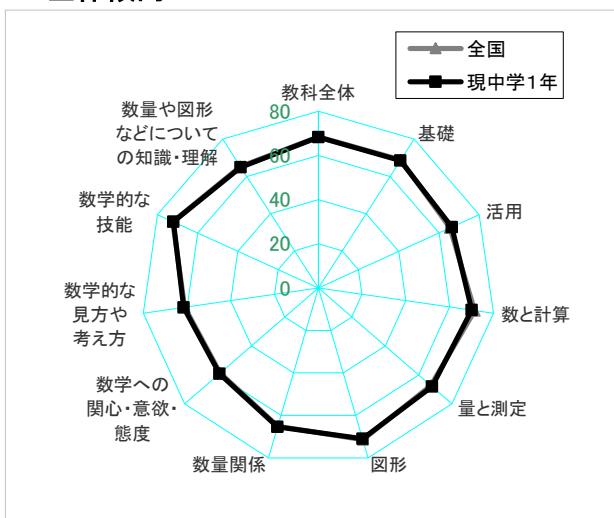 全国
現中学1年
教科全体
基礎
活用
数と計算
量と測定
図形
数量関係
数学への
関心・意欲・
態度
数学的な
見方や
考え方
数学的な
技能
数量や図形
などについて
の知識・理解
80
60
40
20
0